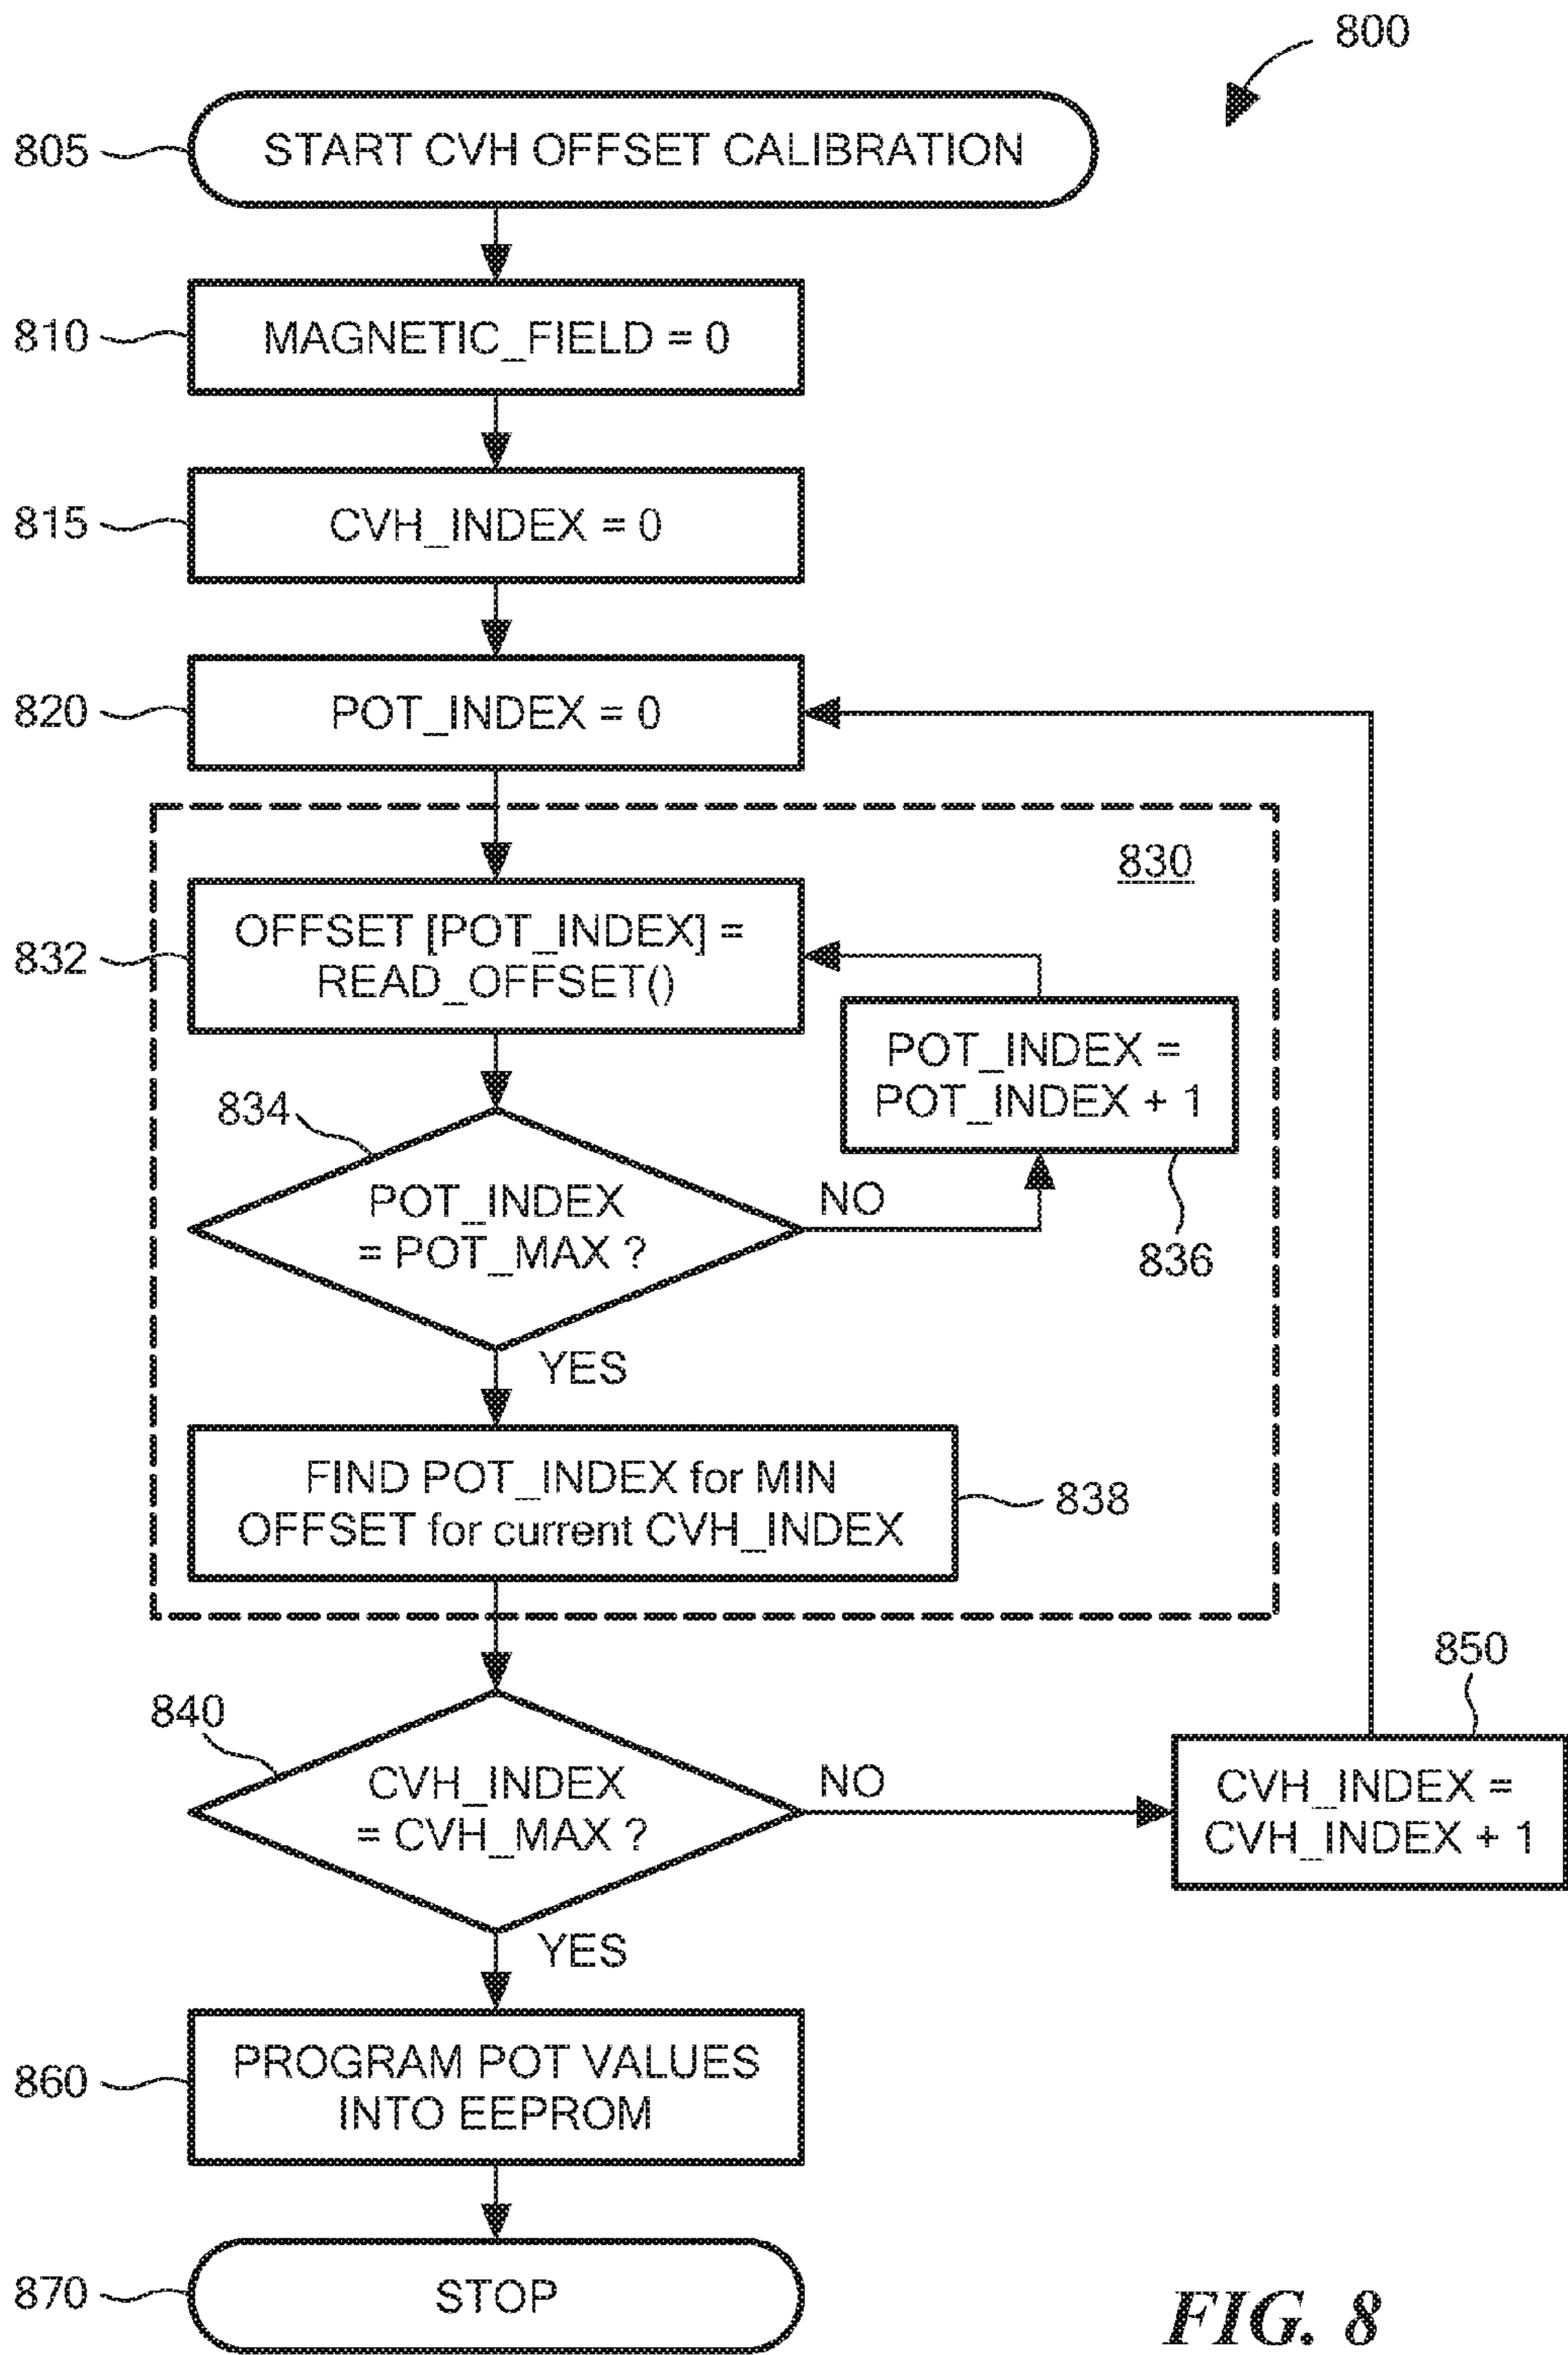 800
805
START CVH OFFSET CALIBRATION
810
MAGNETIC_FIELD = 0
815
CVH_INDEX = 0
820
POT_INDEX = 0
830
832
OFFSET [POT_INDEX] =
READ_OFFSET()
POT_INDEX =
POT_INDEX + 1
836
834
POT_INDEX
= POT_MAX ?
NO
YES
FIND POT_INDEX for MIN
OFFSET for current CVH_INDEX
838
840
CVH_INDEX
= CVH_MAX ?
NO
850
CVH_INDEX =
CVH_INDEX + 1
YES
860
PROGRAM POT VALUES
INTO EEPROM
870
STOP
FIG. 8